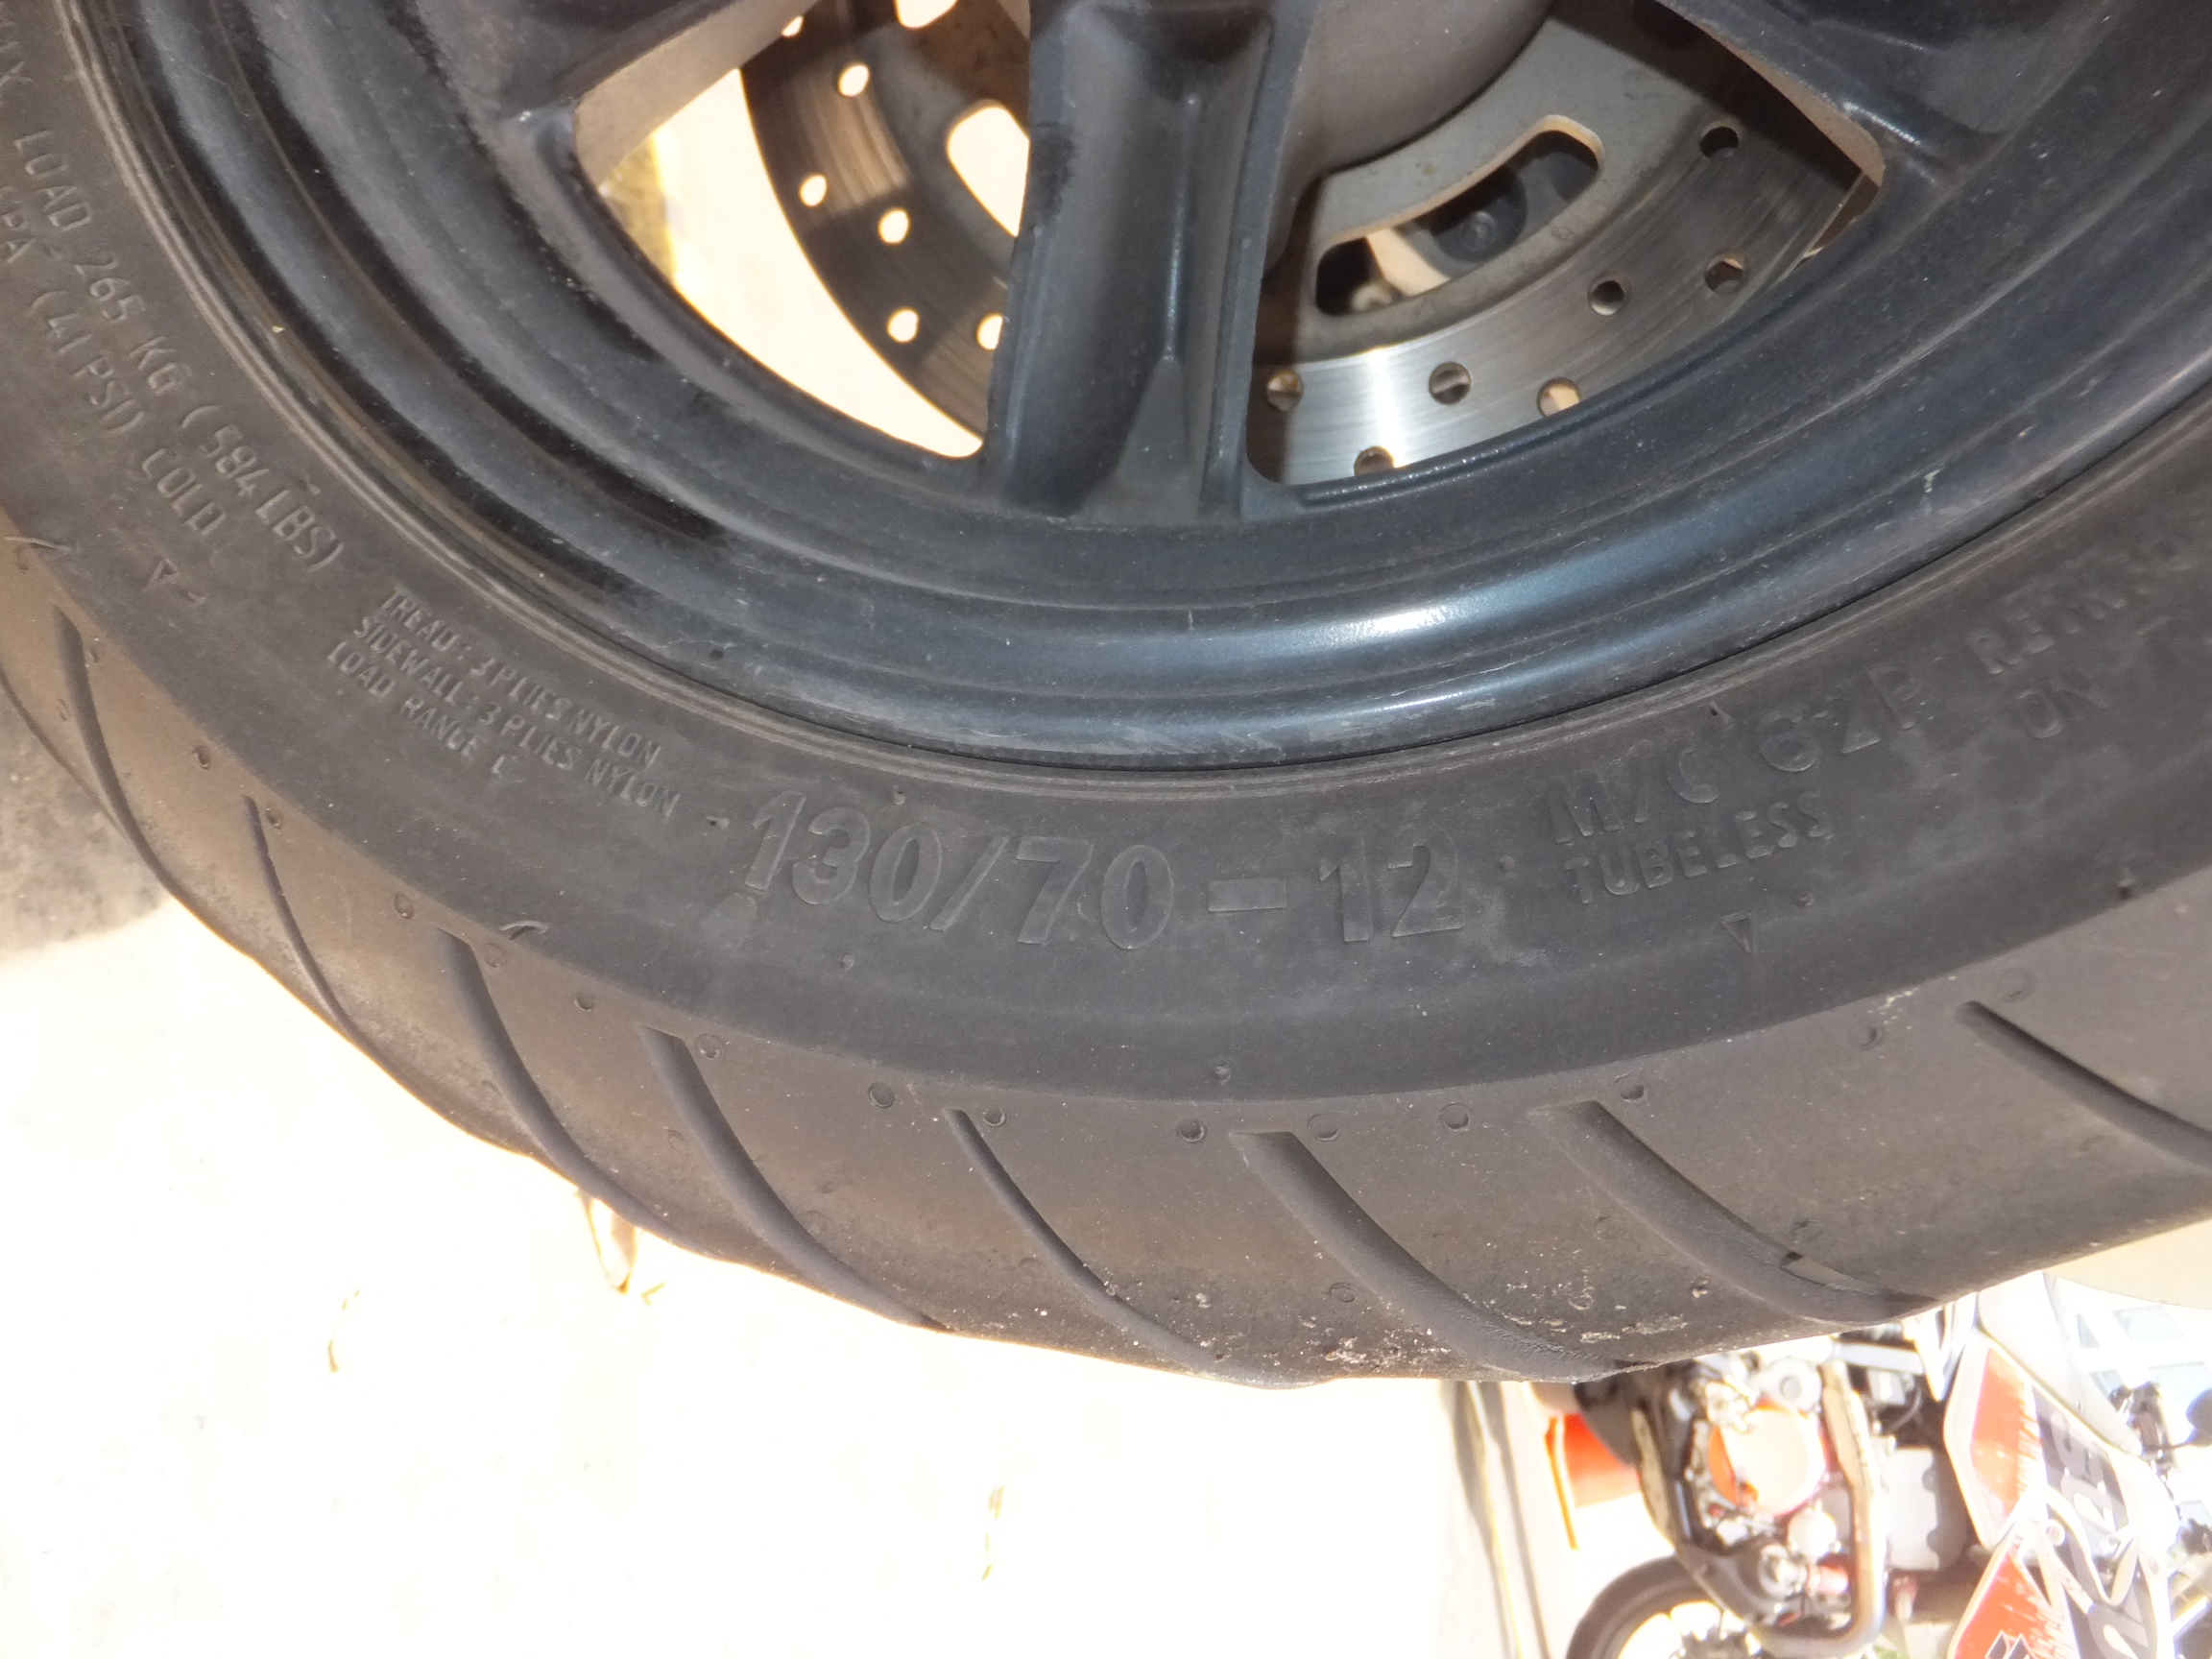 MAX. LOAD 265 KG (584 LBS)
KPA (41 PSI) COLD
TREAD : 3 PLIES NYLON
SIDEWALL : 3 PLIES NYLON
LOAD RANGE C
130/70-12
M/C 62P
TUBELESS